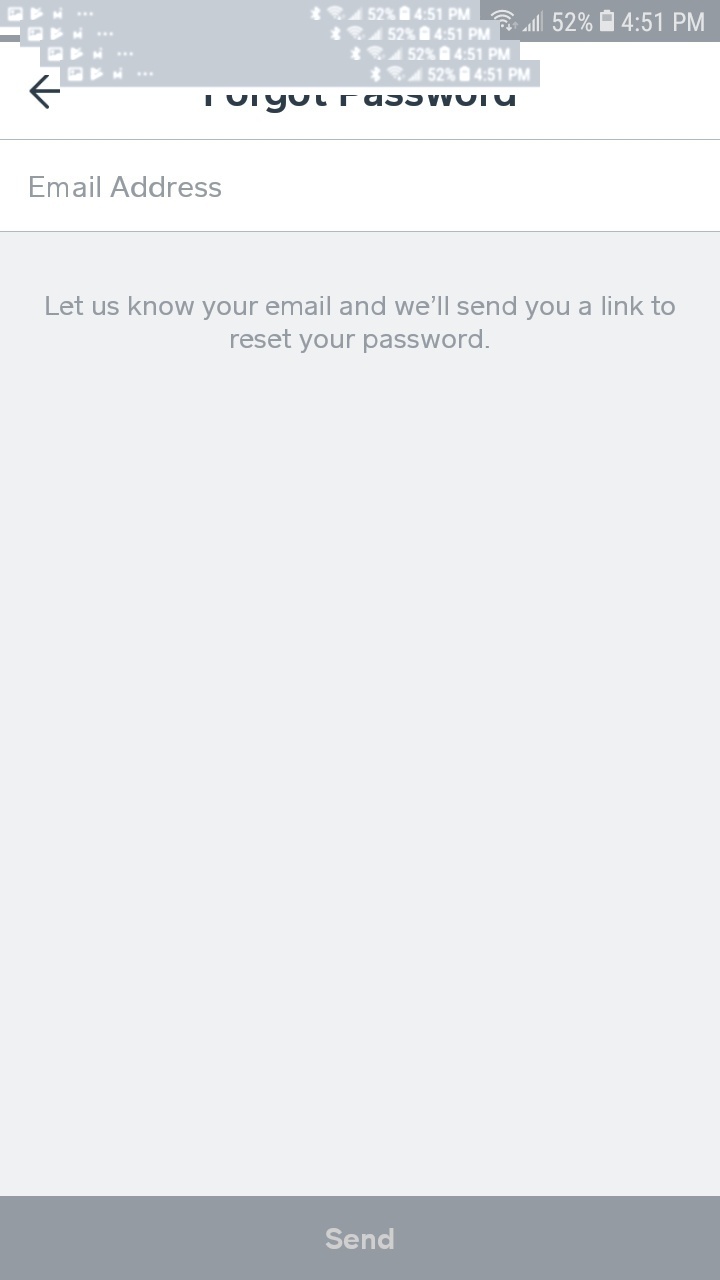 52% 4:51 PM
52% 4:51 PM
52% 4:51 PM
52% 4:51 PM
52% 4:51 PM
Forgot Password
Email Address
Let us know your email and we’ll send you a link to
reset your password.
Send